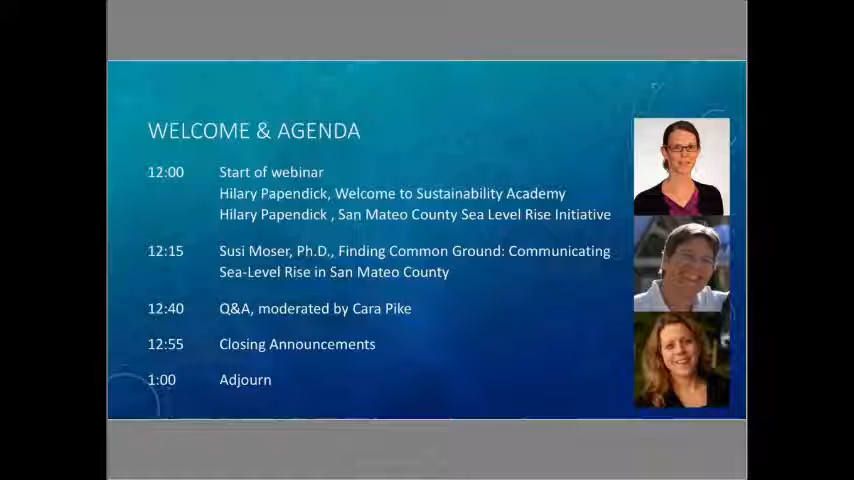 WELCOME & AGENDA
12:00 Start of webinar
Hilary Papendick, Welcome to Sustainability Academy
Hilary Papendick , San Mateo County Sea Level Rise Initiative
12:15 Susi Moser, Ph.D., Finding Common Ground: Communicating
Sea-Level Rise in San Mateo County
12:40 Q&A, moderated by Cara Pike
12:55 Closing Announcements
1:00 Adjourn